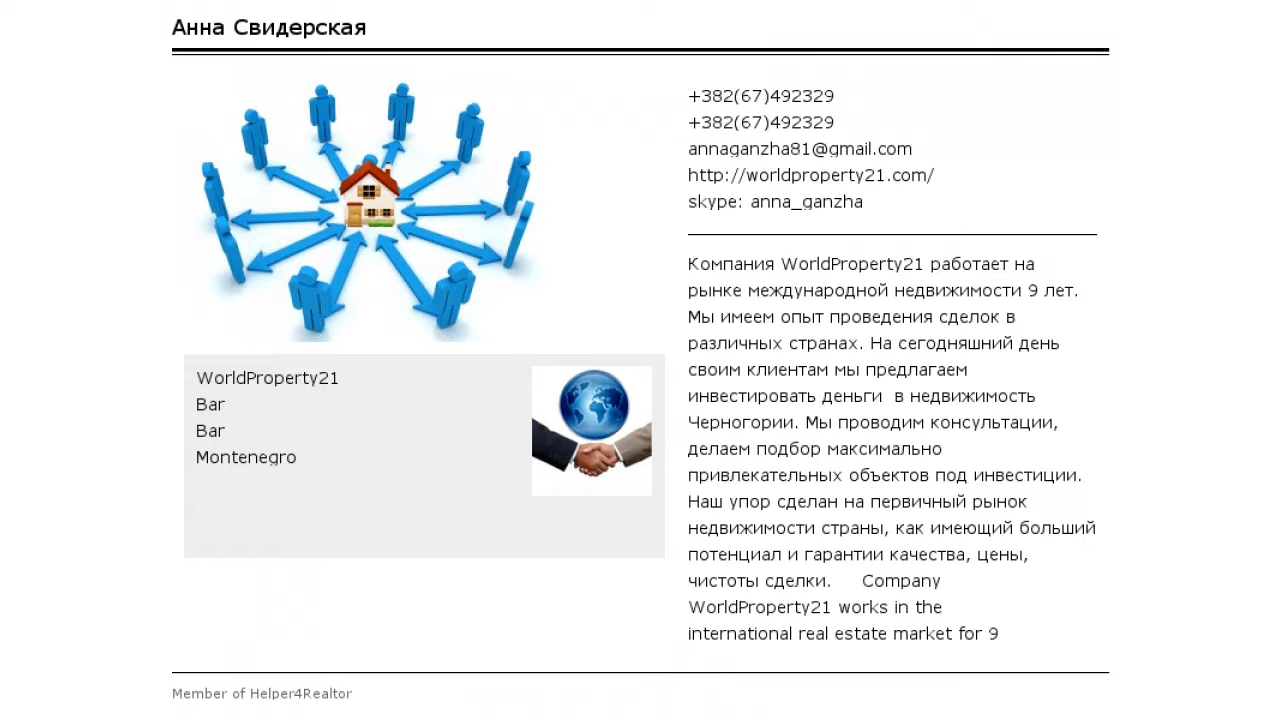 Анна Свидерская
+382(67)492329
+382(67)492329
annaganzha81@gmail.com
http://worldproperty21.com/
skype: anna_ganzha
WorldProperty21
Bar
Bar
Montenegro
Компания WorldProperty21 работает на
рынке международной недвижимости 9 лет.
Мы имеем опыт проведения сделок в
различных странах. На сегодняшний день
своим клиентам мы предлагаем
инвестировать деньги  в недвижимость
Черногории. Мы проводим консультации,
делаем подбор максимально
привлекательных объектов под инвестиции.
Наш упор сделан на первичный рынок
недвижимости страны, как имеющий больший
потенциал и гарантии качества, цены,
чистоты сделки.     Company
WorldProperty21 works in the
international real estate market for 9
Member of Helper4Realtor